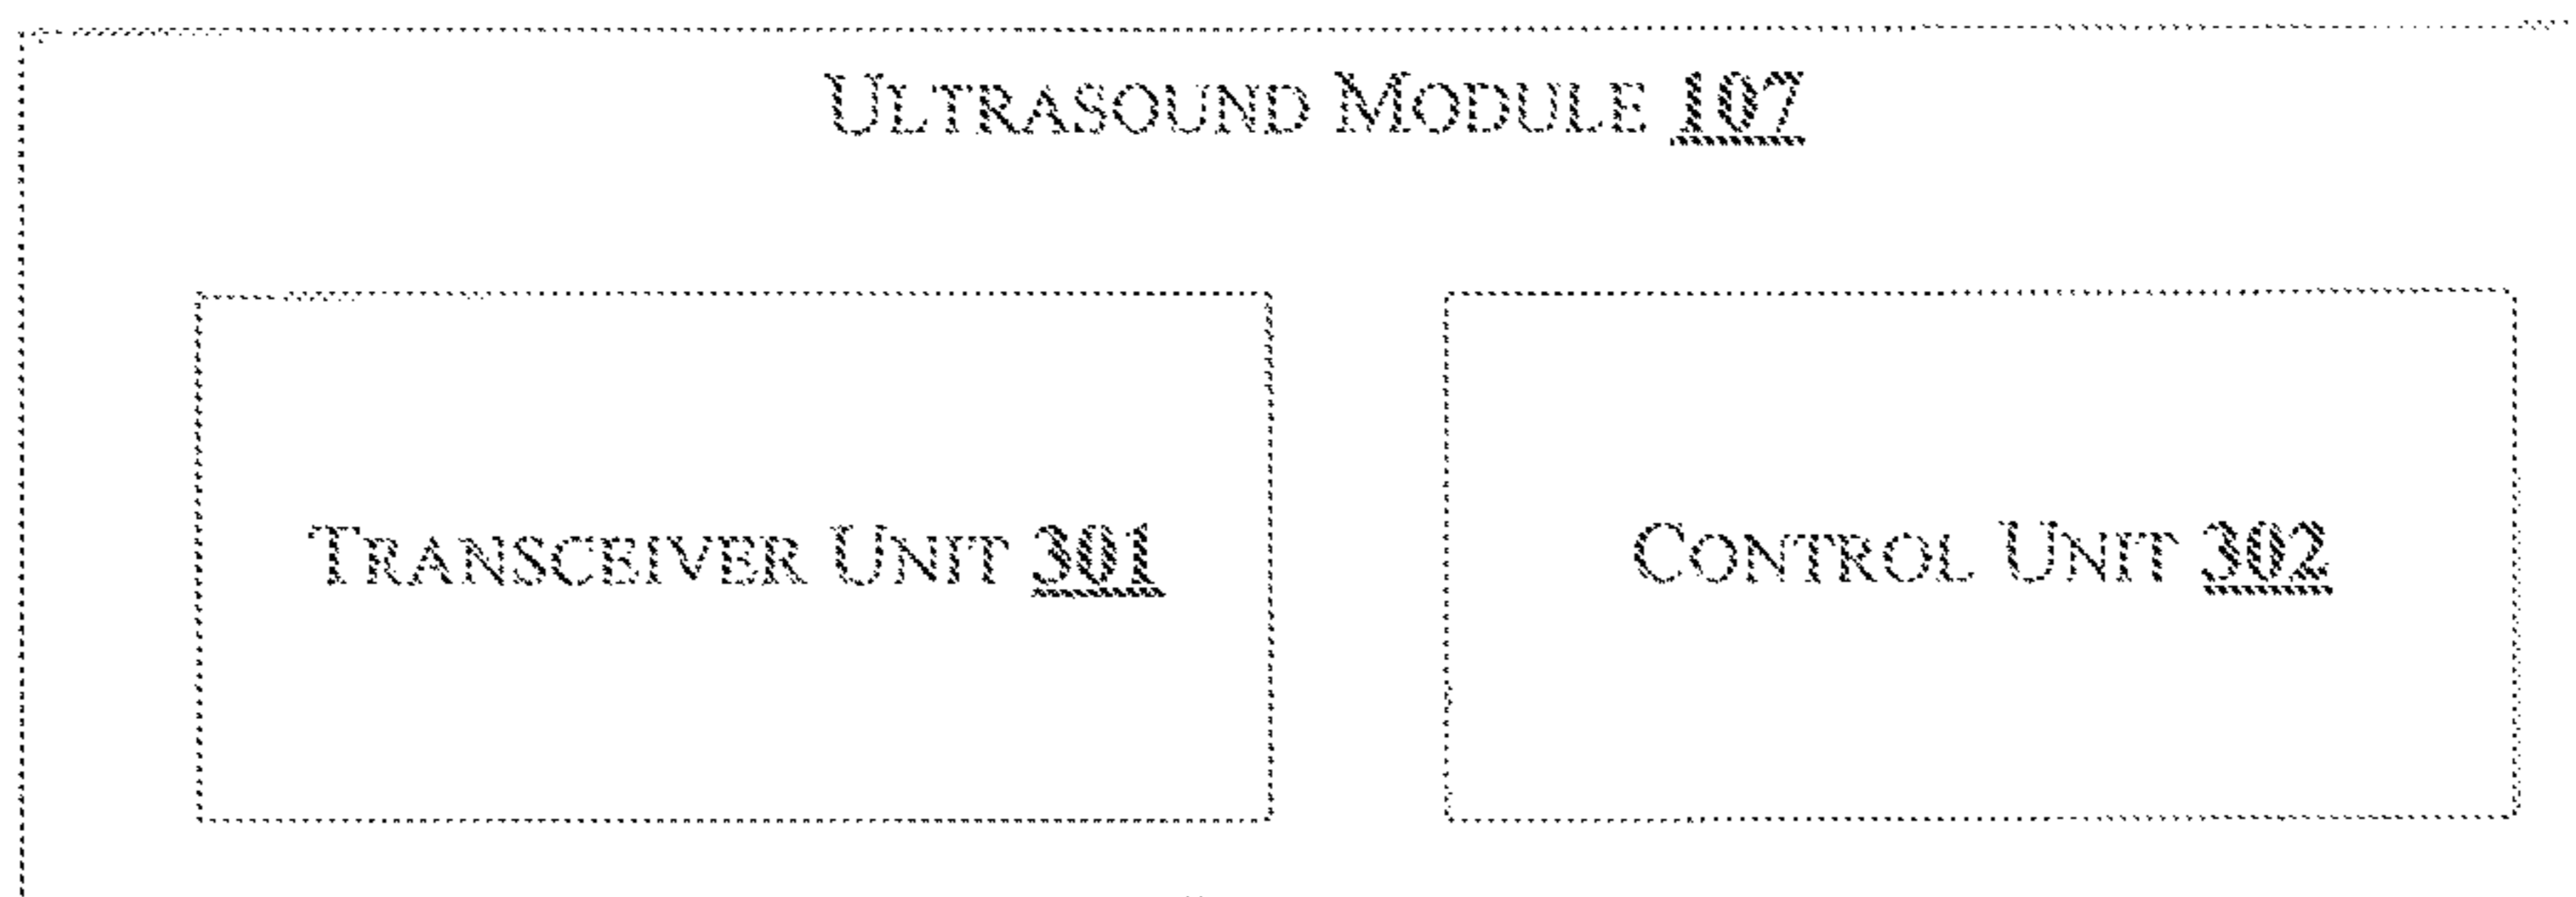 ULTRASOUND MODULE 107
TRANSCEIVER UNIT 301
CONTROL UNIT 302